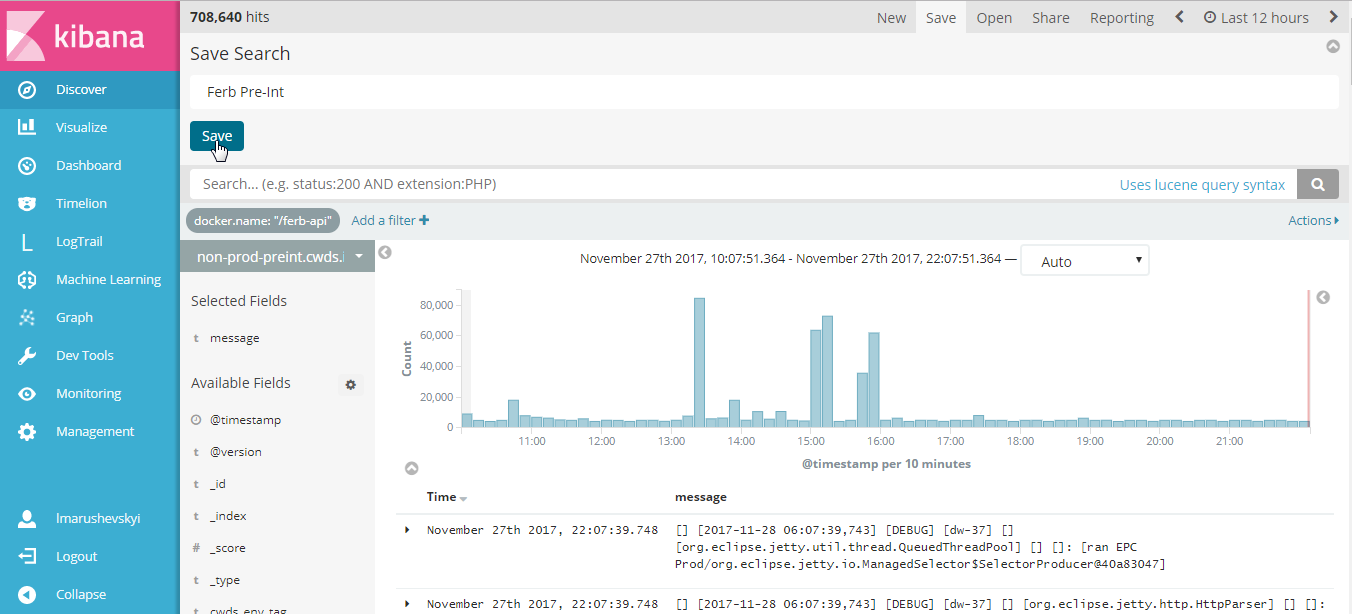 kibana
Discover
Visualize
Dashboard
Timelion
LogTrail
Machine Learning
Graph
Dev Tools
Monitoring
Management
lmarushevskyi
Logout
Collapse
708,640 hits
New Save Open Share Reporting Last 12 hours
Save Search
Ferb Pre-Int
Save
Search... (e.g. status:200 AND extension:PHP) Uses lucene query syntax
docker.name: "/ferb-api" Add a filter + Actions
non-prod-preint.cwds.i
Selected Fields
t message
Available Fields
@timestamp
t @version
t _id
t _index
# _score
t _type
cwds_env_tag
November 27th 2017, 10:07:51.364 - November 27th 2017, 22:07:51.364 — Auto
Count
80,000
60,000
40,000
20,000
0
11:00 12:00 13:00 14:00 15:00 16:00 17:00 18:00 19:00 20:00 21:00
@timestamp per 10 minutes
Time message
November 27th 2017, 22:07:39.748 [] [2017-11-28 06:07:39,743] [DEBUG] [dw-37] []
[org.eclipse.jetty.util.thread.QueuedThreadPool] [] []: [ran EPC
Prod/org.eclipse.jetty.io.ManagedSelector$SelectorProducer@40a83047]
November 27th 2017, 22:07:39.748 [] [2017-11-28 06:07:39,743] [DEBUG] [dw-37] [] [org.eclipse.jetty.http.HttpParser] [] []: